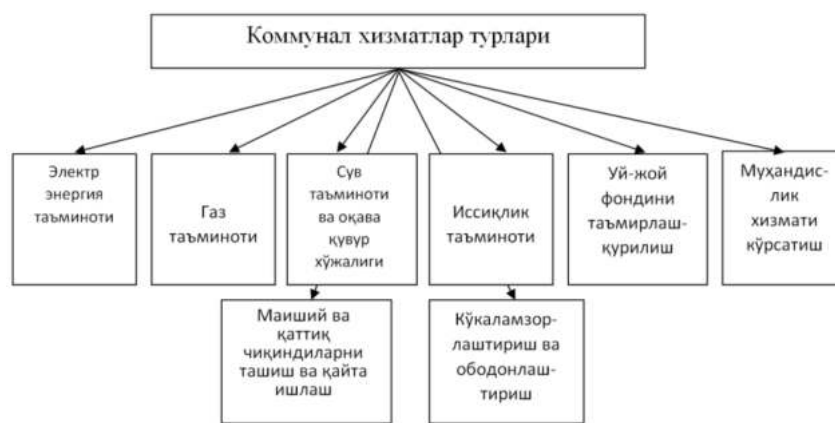 Коммунал хизматлар турлари
Электр
энергия
таъминоти
Газ
таъминоти
Сув
таъминоти
ва оқава
қувур
хўжалиги
Иссиқлик
таъминоти
Уй-жой
фондини
таъмирлаш-
қурилиш
Муҳандис-
лик
хизмати
кўрсатиш
Маиший ва
қаттиқ
чиқиндиларни
ташиш ва қайта
ишлаш
Кўкаламзор-
лаштириш ва
ободонлаш-
тириш